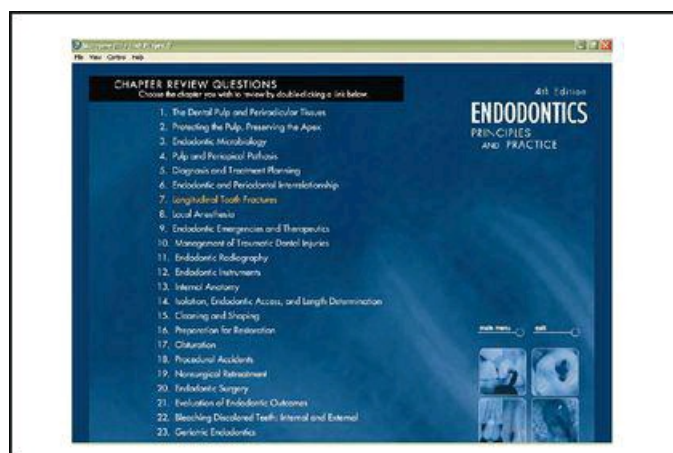 File View Control Help
CHAPTER REVIEW QUESTIONS
Choose the chapter you wish to review by double-clicking a link below.
1. The Dental Pulp and Periradicular Tissues
2. Protecting the Pulp, Preserving the Apex
3. Endodontic Microbiology
4. Pulp and Periapical Pathosis
5. Diagnosis and Treatment Planning
6. Endodontic and Periodontal Interrelationship
7. Longitudinal Tooth Fractures
8. Local Anesthesia
9. Endodontic Emergencies and Therapeutics
10. Management of Traumatic Dental Injuries
11. Endodontic Radiography
12. Endodontic Instruments
13. Internal Anatomy
14. Isolation, Endodontic Access, and Length Determination
15. Cleaning and Shaping
16. Preparation for Restoration
17. Obturation
18. Procedural Accidents
19. Nonsurgical Retreatment
20. Endodontic Surgery
21. Evaluation of Endodontic Outcomes
22. Bleaching Discolored Teeth: Internal and External
23. Geriatric Endodontics
4th Edition
ENDODONTICS
PRINCIPLES
AND PRACTICE
main menu exit